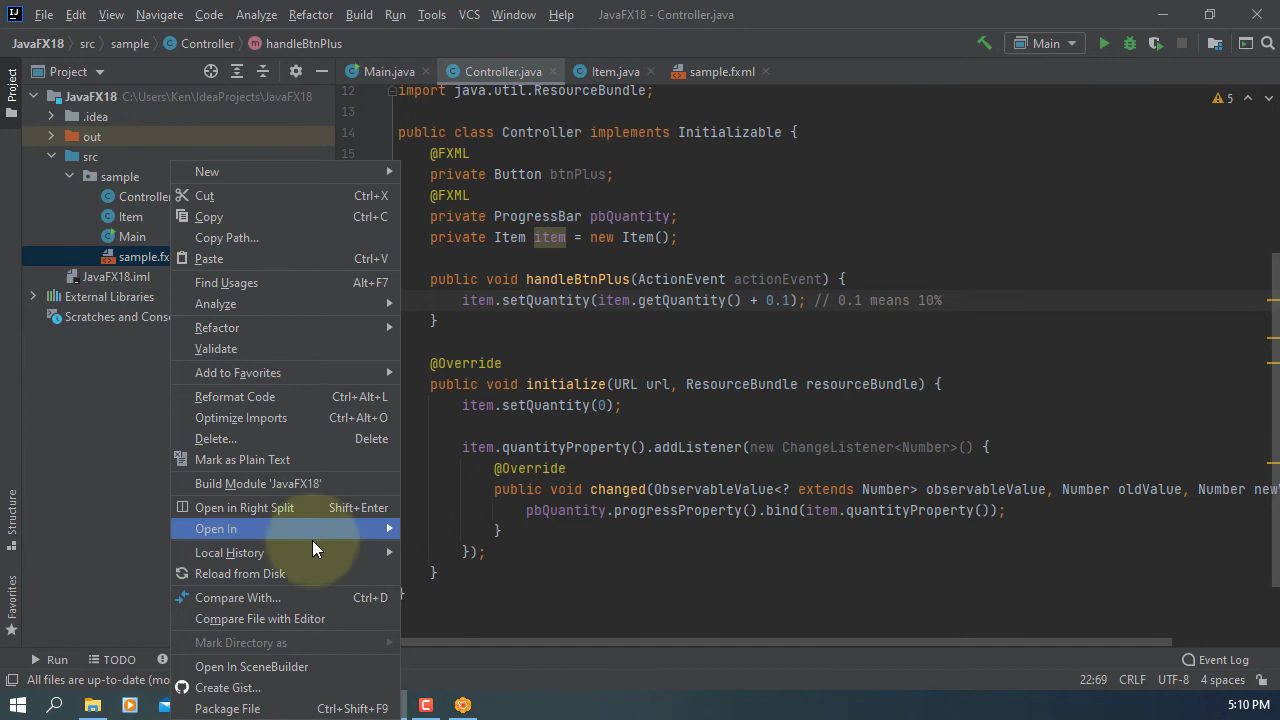 File Edit View Navigate Code Analyze Refactor Build Run Tools VCS Window Help JavaFX18 - Controller.java
JavaFX18 src sample Controller handleBtnPlus Main
Project Main.java Controller.java Item.java sample.fxml
Project
JavaFX18 C:\Users\Ken\IdeaProjects\JavaFX18
.idea
out
src
sample
Controller
Item
Main
sample.fx
JavaFX18.iml
External Libraries
Scratches and Cons
Structure
Favorites
New
Cut Ctrl+X
Copy Ctrl+C
Copy Path...
Paste Ctrl+V
Find Usages Alt+F7
Analyze
Refactor
Validate
Add to Favorites
Reformat Code Ctrl+Alt+L
Optimize Imports Ctrl+Alt+O
Delete... Delete
Mark as Plain Text
Build Module 'JavaFX18'
Open in Right Split Shift+Enter
Open In
Local History
Reload from Disk
Compare With... Ctrl+D
Compare File with Editor
Mark Directory as
Open In SceneBuilder
Create Gist...
Package File Ctrl+Shift+F9
5
12 import java.util.ResourceBundle;
13
14 public class Controller implements Initializable {
15 @FXML
private Button btnPlus;
@FXML
private ProgressBar pbQuantity;
private Item item = new Item();
public void handleBtnPlus(ActionEvent actionEvent) {
item.setQuantity(item.getQuantity() + 0.1); // 0.1 means 10%
}
@Override
public void initialize(URL url, ResourceBundle resourceBundle) {
item.setQuantity(0);
item.quantityProperty().addListener(new ChangeListener<Number>() {
@Override
public void changed(ObservableValue<? extends Number> observableValue, Number oldValue, Number newV
pbQuantity.progressProperty().bind(item.quantityProperty());
}
});
}
}
Run TODO Event Log
All files are up-to-date (mo 22:69 CRLF UTF-8 4 spaces
5:10 PM